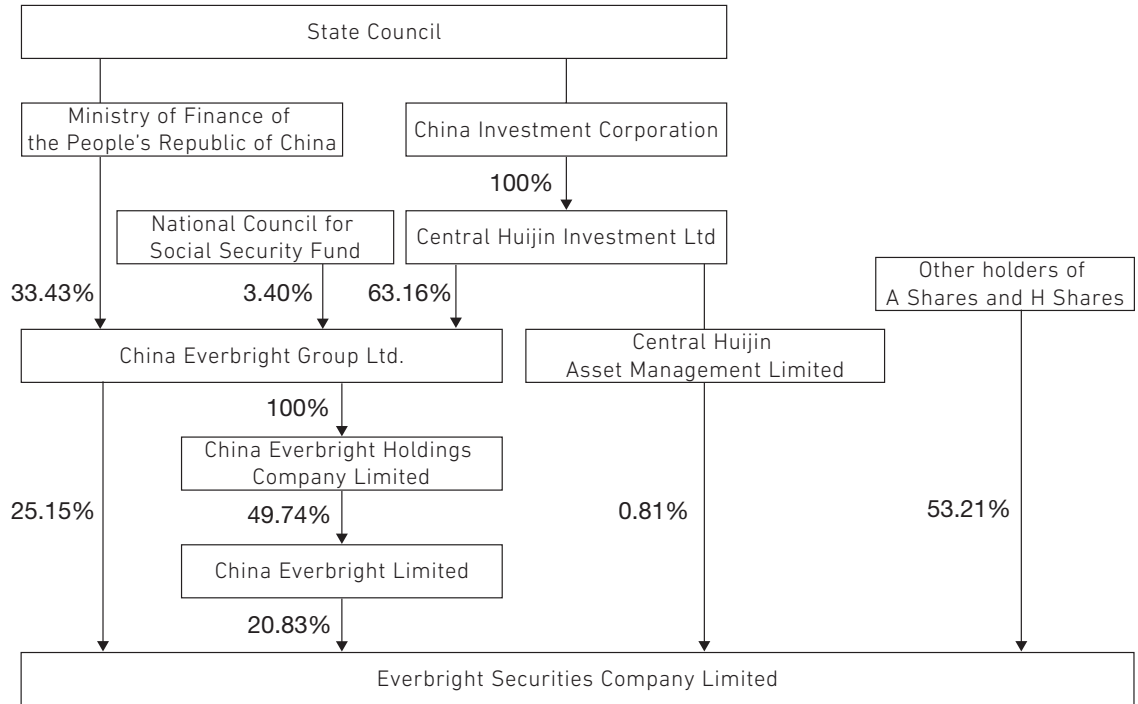 State Council
Ministry of Finance of
the People's Republic of China
China Investment Corporation
100%
National Council for
Social Security Fund
Central Huijin Investment Ltd
Other holders of
A Shares and H Shares
33.43%
3.40%
63.16%
China Everbright Group Ltd.
Central Huijin
Asset Management Limited
100%
China Everbright Holdings
Company Limited
25.15%
49.74%
0.81%
53.21%
China Everbright Limited
20.83%
Everbright Securities Company Limited